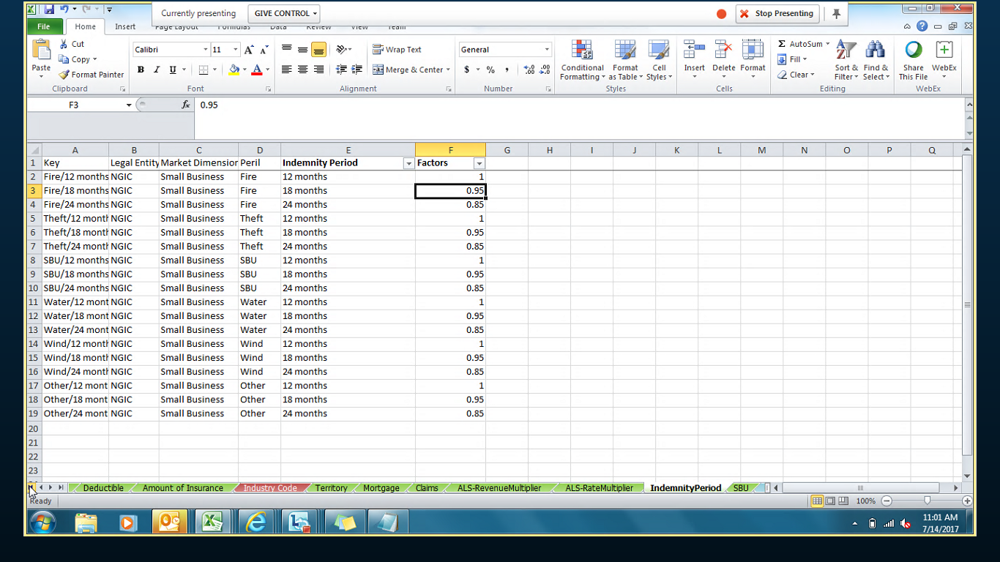 Currently presenting GIVE CONTROL Stop Presenting
File Home Insert Page Layout Formulas Data Review View Team
Cut
Copy
Format Painter
Paste
Clipboard
Calibri 11
B I U
Font
Wrap Text
Merge & Center
Alignment
General
$ % ,
Number
Conditional Formatting
Format as Table
Cell Styles
Styles
Insert Delete Format
Cells
AutoSum
Fill
Clear
Sort & Filter
Find & Select
Editing
Share This File
WebEx
WebEx
F3 fx 0.95
A B C D E F G H I J K L M N O P Q
1 Key Legal Entity Market Dimension Peril Indemnity Period Factors
2 Fire/12 months NGIC Small Business Fire 12 months 1
3 Fire/18 months NGIC Small Business Fire 18 months 0.95
4 Fire/24 months NGIC Small Business Fire 24 months 0.85
5 Theft/12 month NGIC Small Business Theft 12 months 1
6 Theft/18 month NGIC Small Business Theft 18 months 0.95
7 Theft/24 month NGIC Small Business Theft 24 months 0.85
8 SBU/12 months NGIC Small Business SBU 12 months 1
9 SBU/18 months NGIC Small Business SBU 18 months 0.95
10 SBU/24 months NGIC Small Business SBU 24 months 0.85
11 Water/12 mont NGIC Small Business Water 12 months 1
12 Water/18 mont NGIC Small Business Water 18 months 0.95
13 Water/24 mont NGIC Small Business Water 24 months 0.85
14 Wind/12 month NGIC Small Business Wind 12 months 1
15 Wind/18 month NGIC Small Business Wind 18 months 0.95
16 Wind/24 month NGIC Small Business Wind 24 months 0.85
17 Other/12 mont NGIC Small Business Other 12 months 1
18 Other/18 mont NGIC Small Business Other 18 months 0.95
19 Other/24 mont NGIC Small Business Other 24 months 0.85
20
21
22
23
Deductible Amount of Insurance Industry Code Territory Mortgage Claims ALS-RevenueMultiplier ALS-RateMultiplier IndemnityPeriod SBU
Ready 100%
11:01 AM
7/14/2017